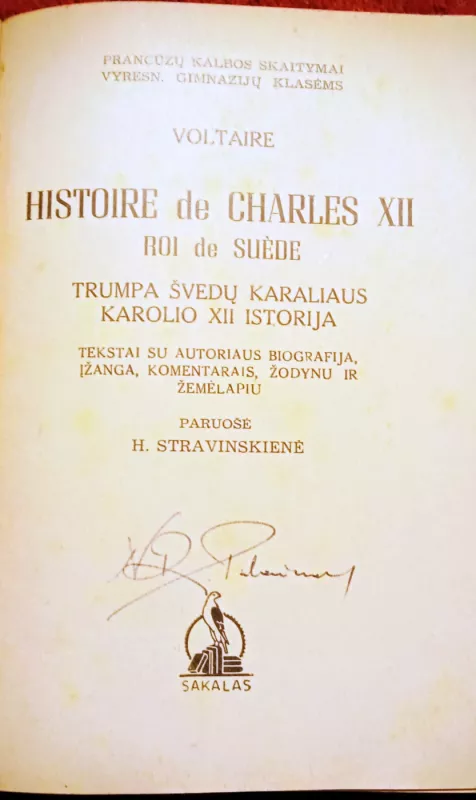 PRANCŪZŲ KALBOS SKAITYMAI
VYRESN. GIMNAZIJŲ KLASĖMS
VOLTAIRE
HISTOIRE de CHARLES XII
ROI de SUÈDE
TRUMPA ŠVEDŲ KARALIAUS
KAROLIO XII ISTORIJA
TEKSTAI SU AUTORIAUS BIOGRAFIJA,
ĮŽANGA, KOMENTARAIS, ŽODYNU IR
ŽEMĖLAPIU
PARUOŠĖ
H. STRAVINSKIENĖ
SAKALAS